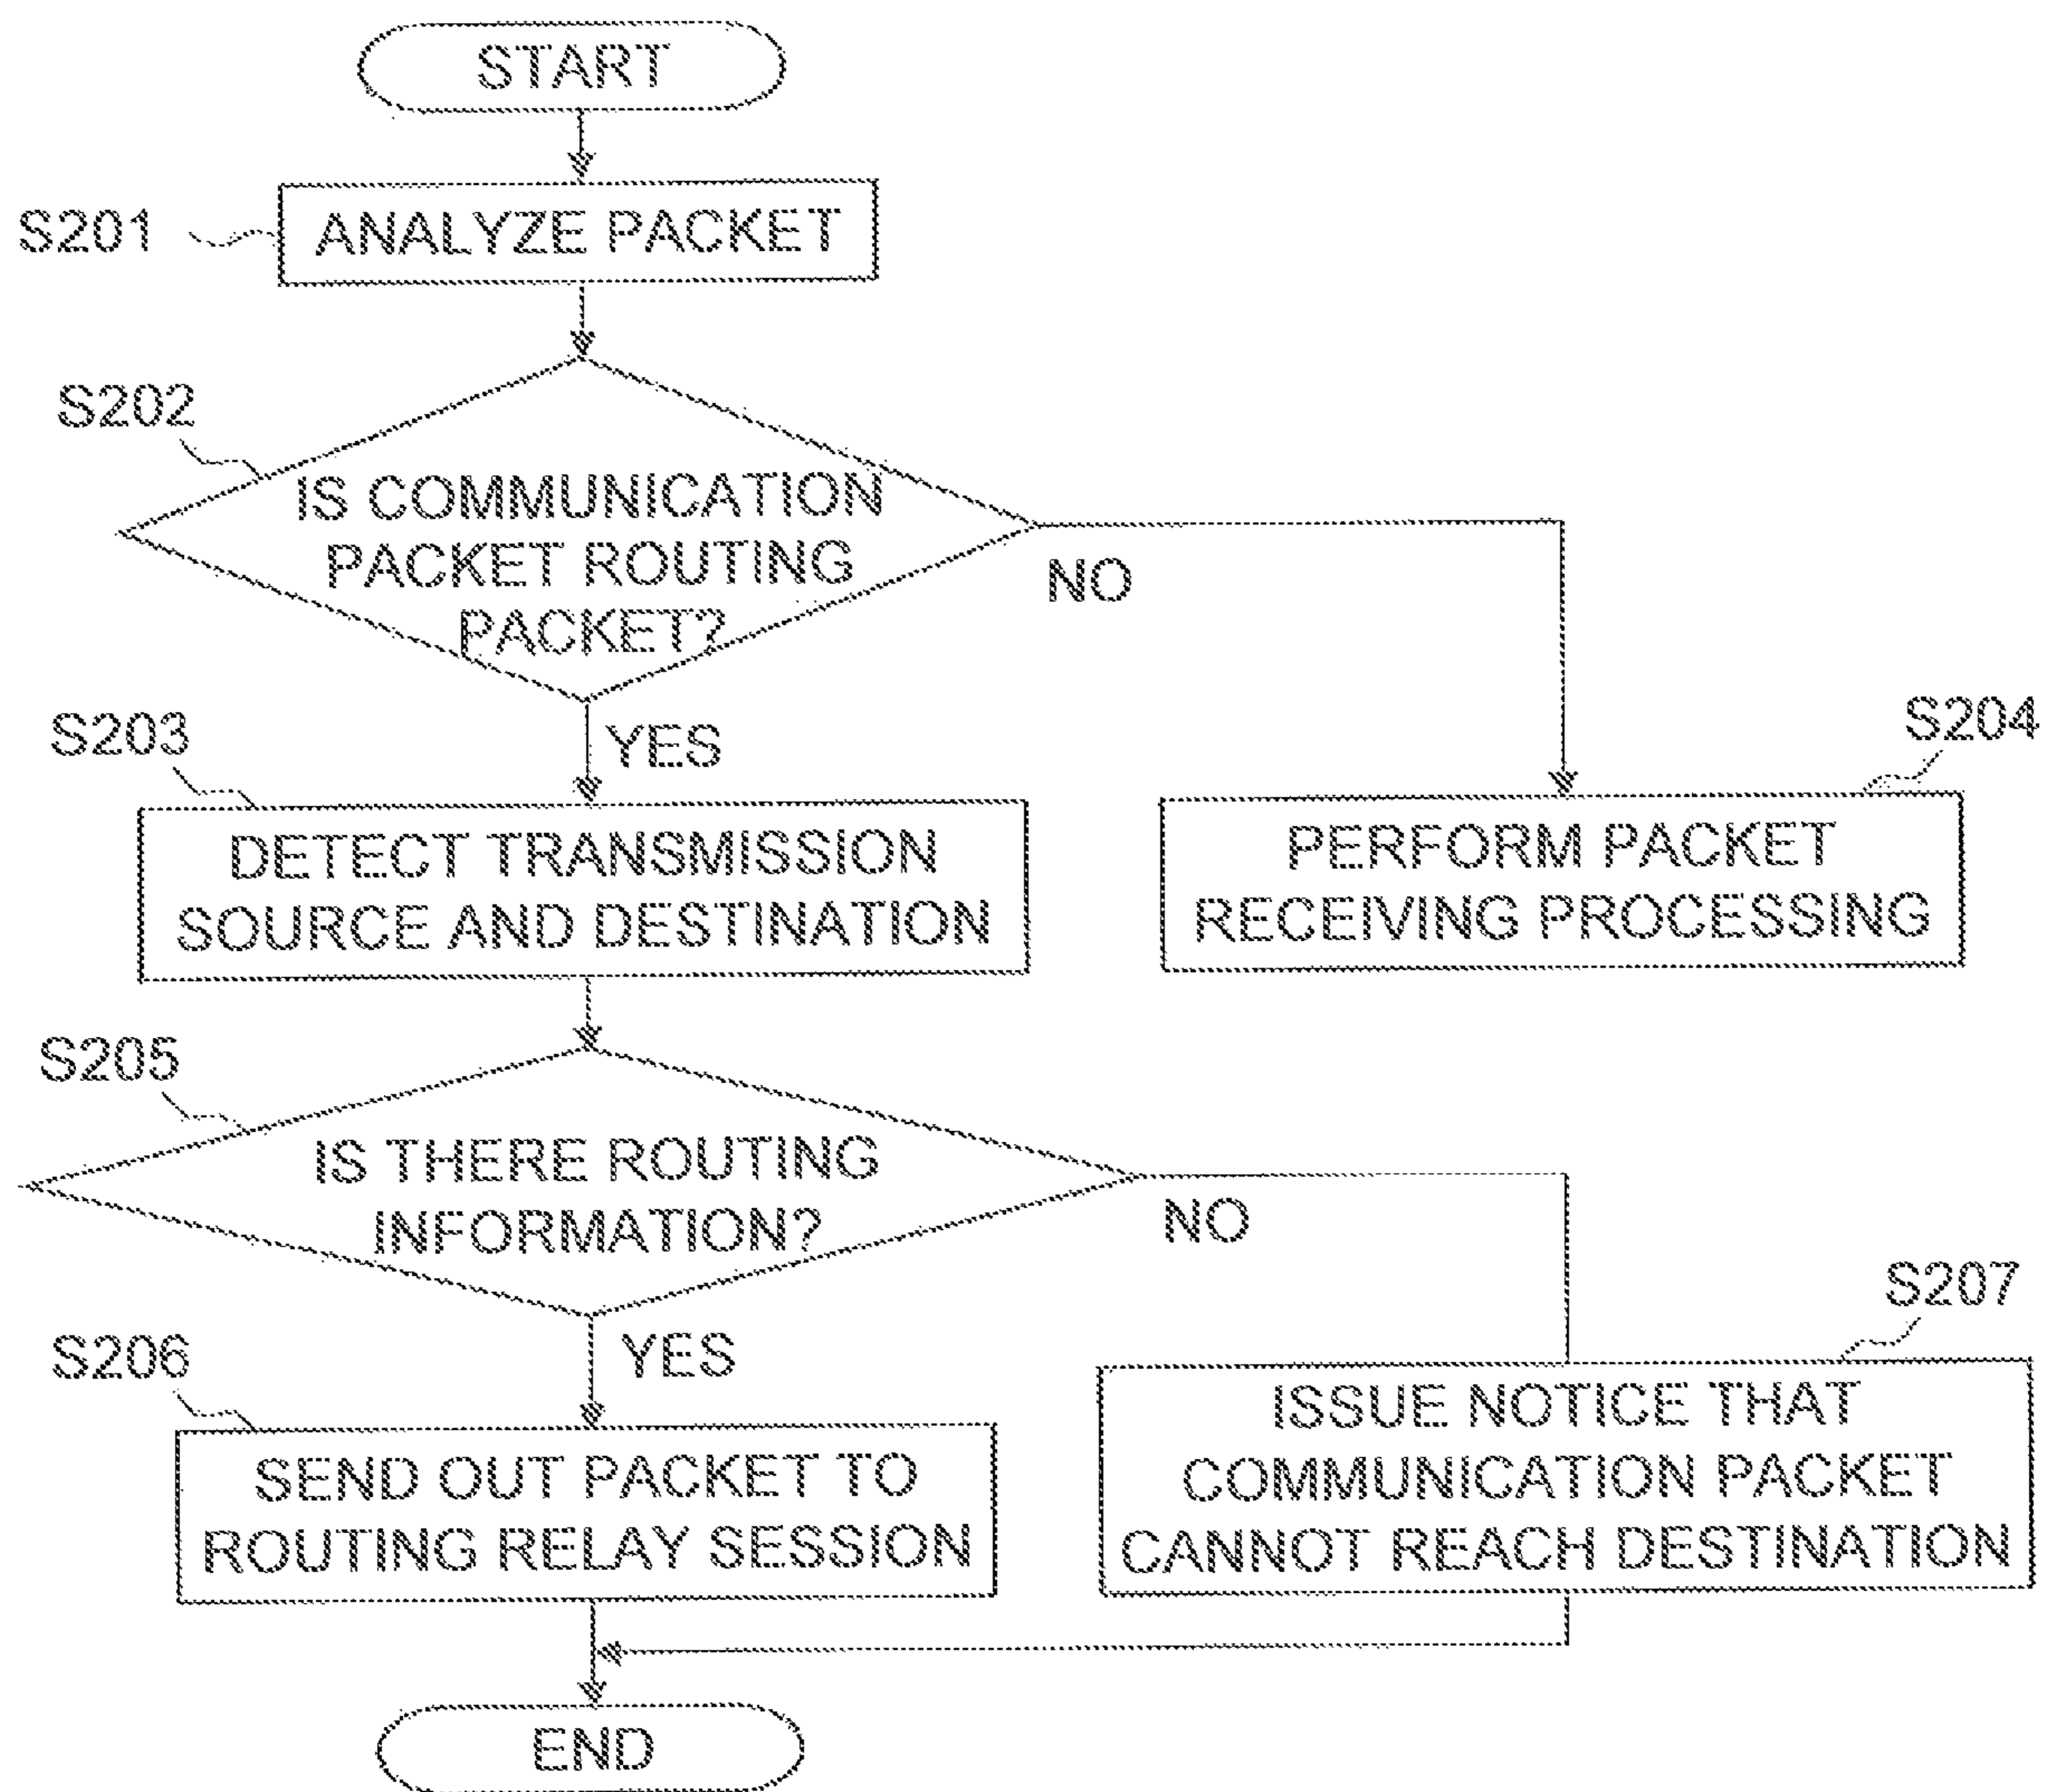 START
S201
ANALYZE PACKET
S202
IS COMMUNICATION
PACKET ROUTING
PACKET?
NO
YES
S203
DETECT TRANSMISSION
SOURCE AND DESTINATION
S204
PERFORM PACKET
RECEIVING PROCESSING
S205
IS THERE ROUTING
INFORMATION?
NO
YES
S206
SEND OUT PACKET TO
ROUTING RELAY SESSION
S207
ISSUE NOTICE THAT
COMMUNICATION PACKET
CANNOT REACH DESTINATION
END